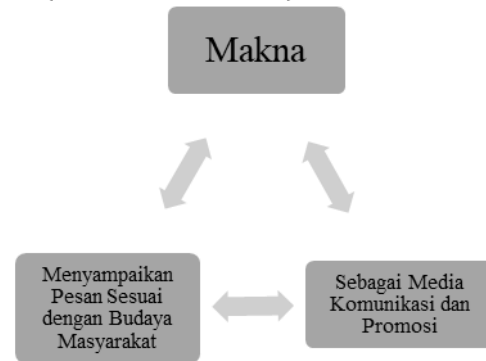 Makna
Menyampaikan
Pesan Sesuai
dengan Budaya
Masyarakat
Sebagai Media
Komunikasi dan
Promosi